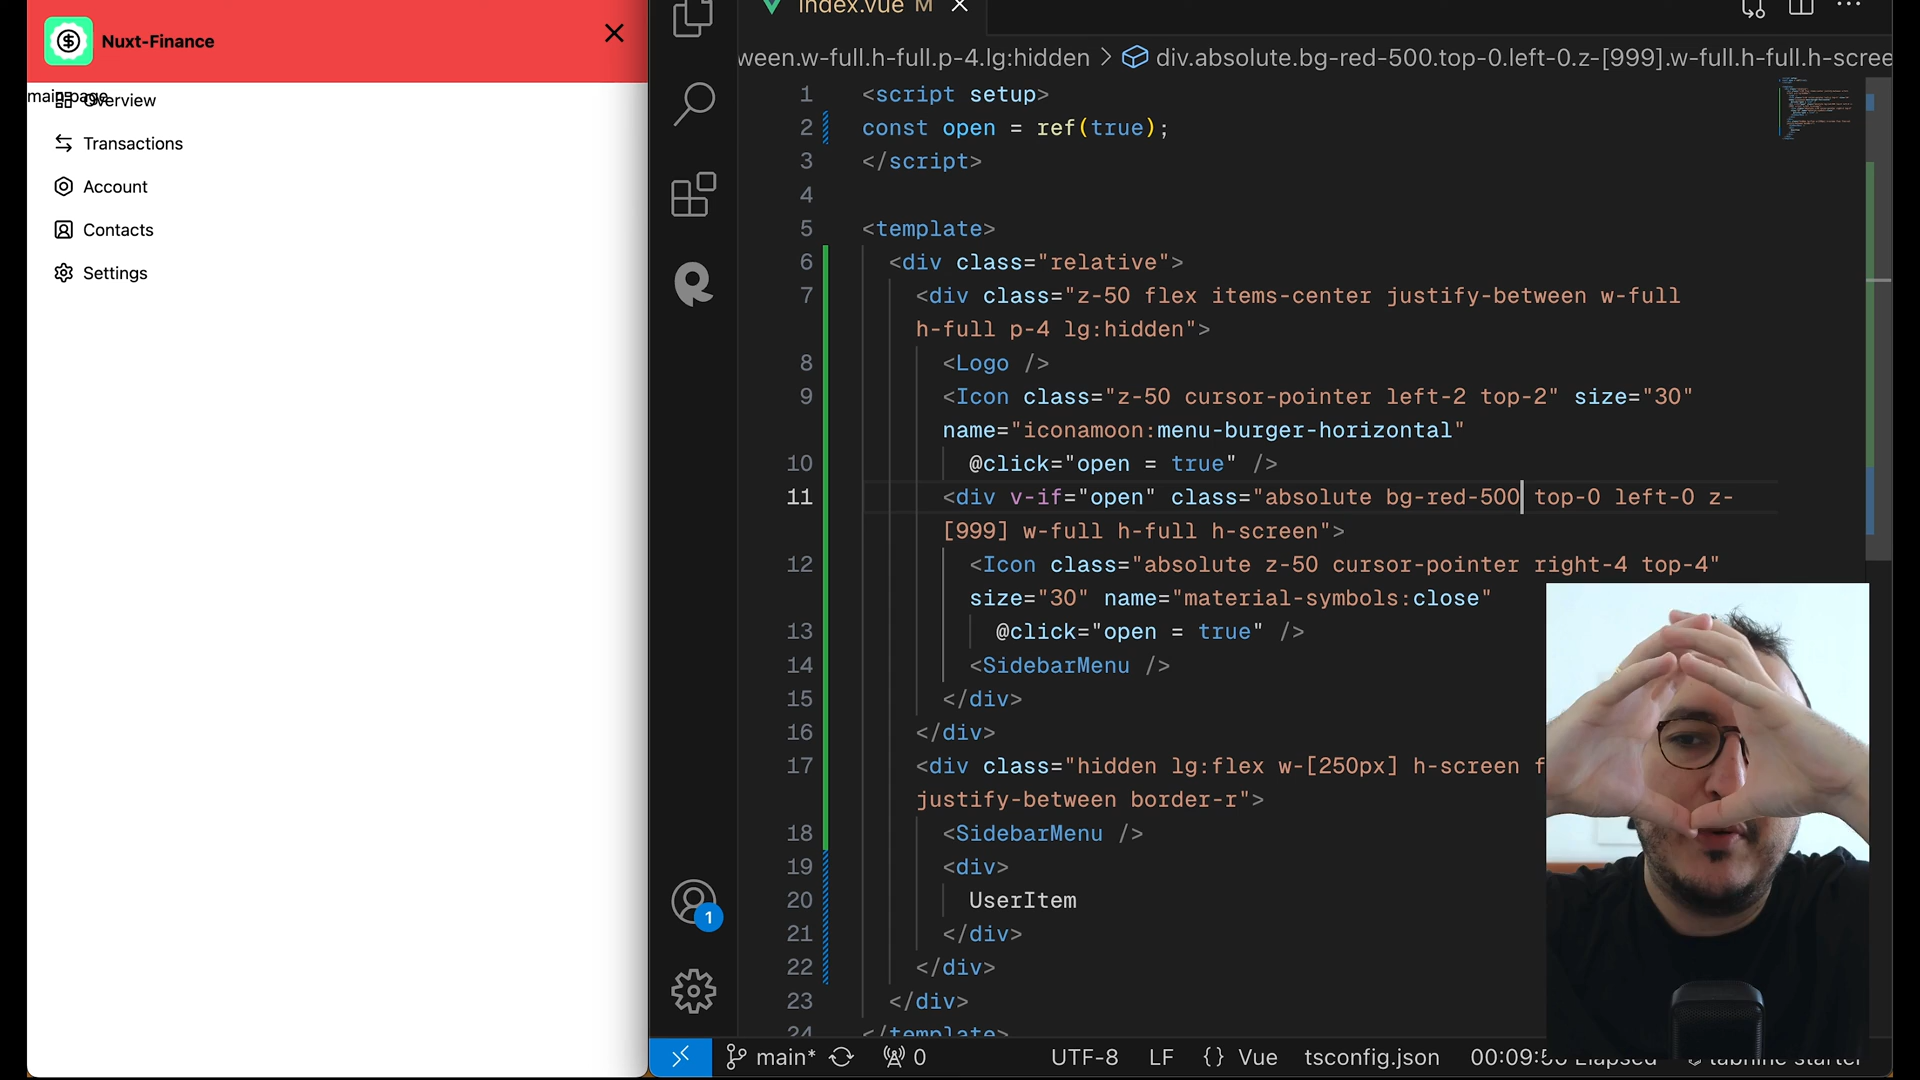 Nuxt-Finance
main page
Overview
Transactions
Account
Contacts
Settings
index.vue M
ween.w-full.h-full.p-4.lg:hidden > div.absolute.bg-red-500.top-0.left-0.z-[999].w-full.h-full.h-scree
1 <script setup>
2 const open = ref(true);
3 </script>
4
5 <template>
6 <div class="relative">
7 <div class="z-50 flex items-center justify-between w-full
h-full p-4 lg:hidden">
8 <Logo />
9 <Icon class="z-50 cursor-pointer left-2 top-2" size="30"
name="iconamoon:menu-burger-horizontal"
10 @click="open = true" />
11 <div v-if="open" class="absolute bg-red-500 top-0 left-0 z-
[999] w-full h-full h-screen">
12 <Icon class="absolute z-50 cursor-pointer right-4 top-4"
size="30" name="material-symbols:close"
13 @click="open = true" />
14 <SidebarMenu />
15 </div>
16 </div>
17 <div class="hidden lg:flex w-[250px] h-screen f
justify-between border-r">
18 <SidebarMenu />
19 <div>
20 UserItem
21 </div>
22 </div>
23 </div>
24 </template>
1
main* 0 UTF-8 LF {} Vue tsconfig.json